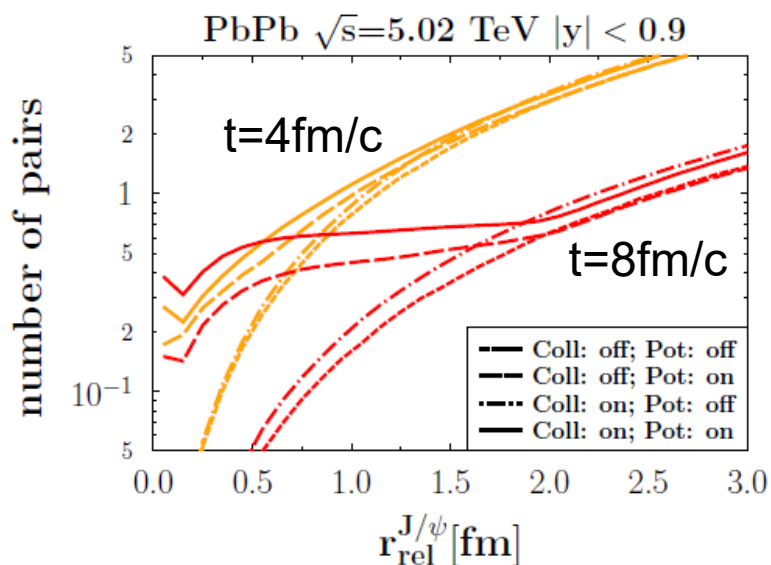 PbPb √s=5.02 TeV |y| < 0.9
number of pairs
5
2
1
5
2
10⁻¹
5
t=4fm/c
t=8fm/c
Coll: off; Pot: off
Coll: off; Pot: on
Coll: on; Pot: off
Coll: on; Pot: on
0.0 0.5 1.0 1.5 2.0 2.5 3.0
r_rel^J/ψ[fm]